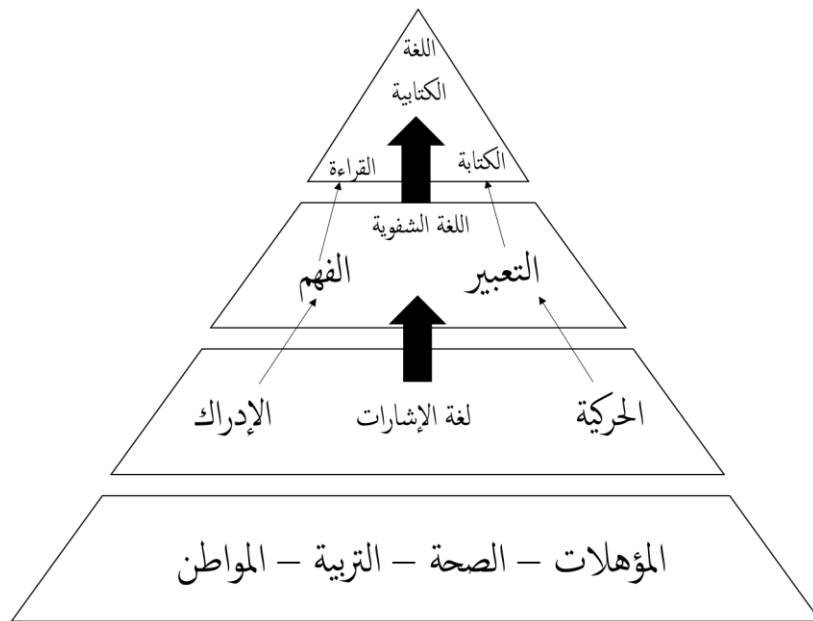 اللغة
الكتابية
الكتابة القراءة
اللغة الشفوية
التعبير الفهم
الحركية لغة الإشارات الإدراك
المؤهلات – الصحة – التربية – المواطن